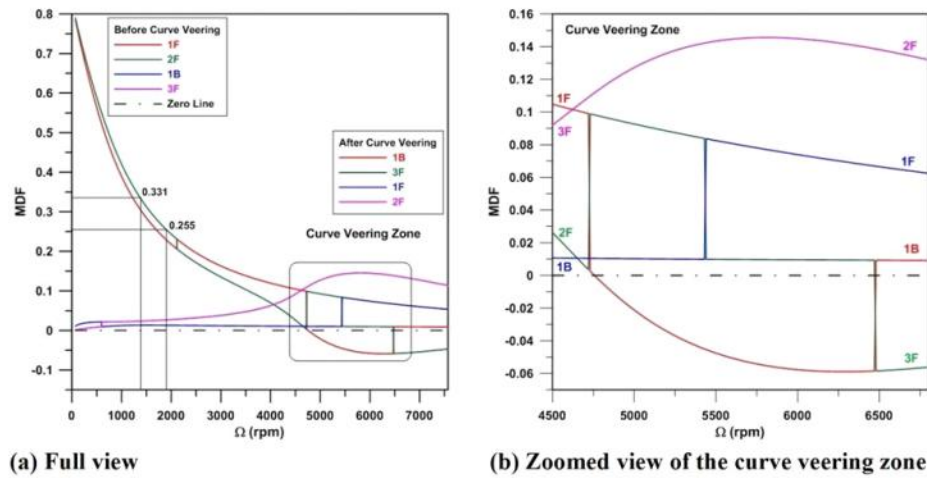 0.8
0.7
0.6
0.5
0.4
0.3
0.2
0.1
0
-0.1
MDF
Before Curve Veering
1F
2F
1B
3F
Zero Line
After Curve Veering
1B
3F
1F
2F
0.331
0.255
Curve Veering Zone
0 1000 2000 3000 4000 5000 6000 7000
Ω (rpm)
(a) Full view
0.16
0.14
0.12
0.1
0.08
0.06
0.04
0.02
0
-0.02
-0.04
-0.06
MDF
Curve Veering Zone
2F
1F
3F
1F
2F
1B
1B
3F
4500 5000 5500 6000 6500
Ω (rpm)
(b) Zoomed view of the curve veering zone